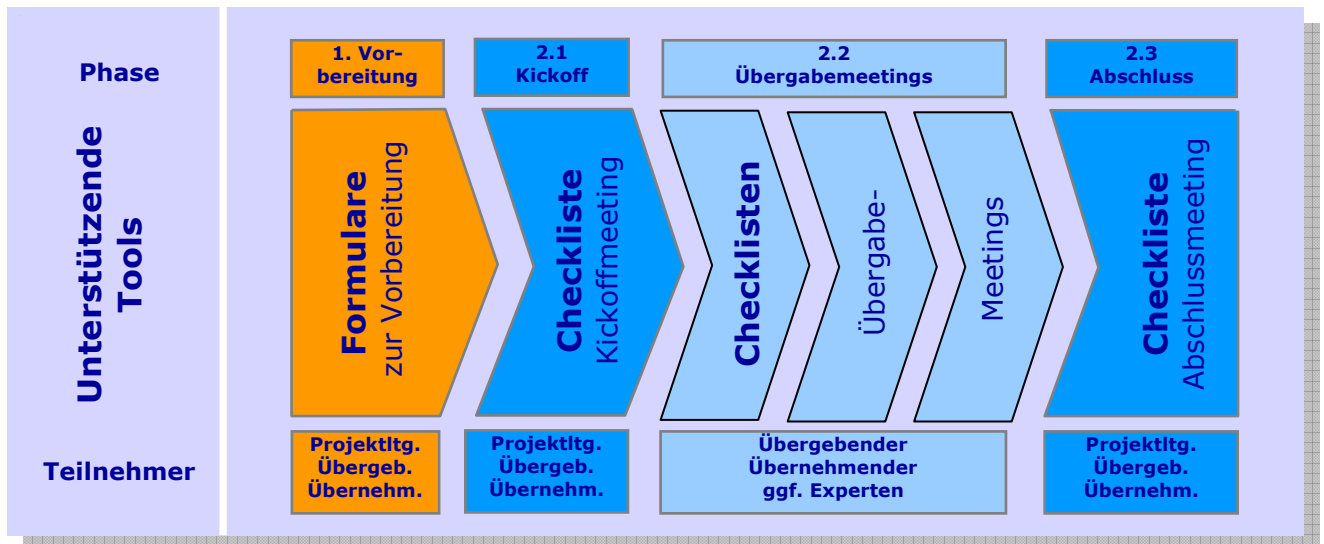 Phase
1. Vor-
bereitung
2.1
Kickoff
2.2
Übergabemeetings
2.3
Abschluss
Unterstützende
Tools
Formulare
zur Vorbereitung
Checkliste
Kickoffmeeting
Checklisten
Übergabe-
Meetings
Checkliste
Abschlussmeeting
Teilnehmer
Projektltg.
Übergeb.
Übernehm.
Projektltg.
Übergeb.
Übernehm.
Übergebender
Übernehmender
ggf. Experten
Projektltg.
Übergeb.
Übernehm.